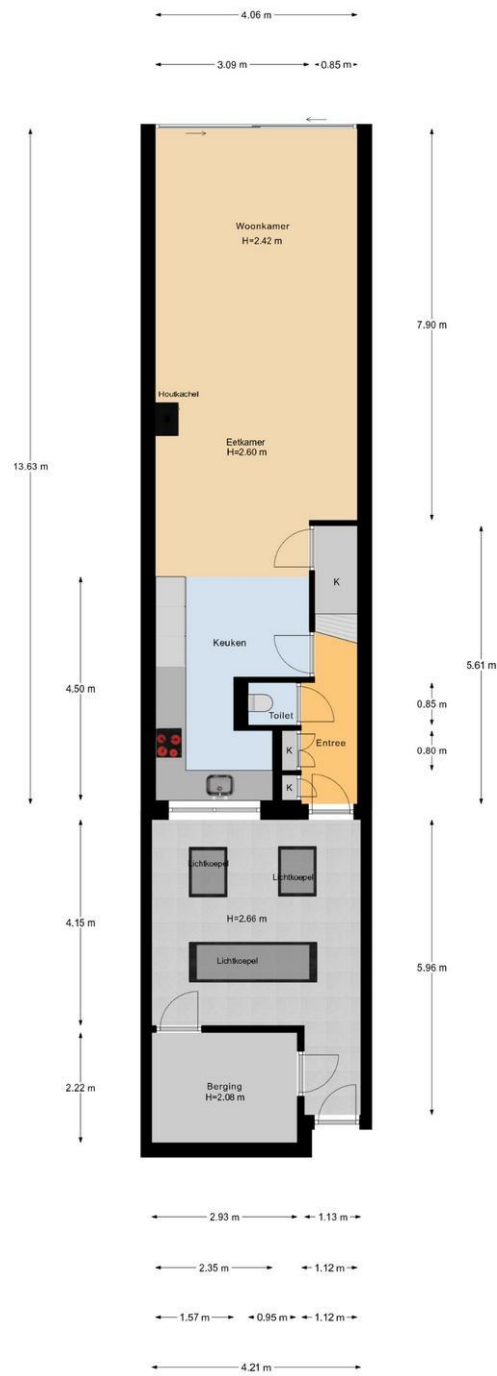 4.06 m
3.09 m
0.85 m
Woonkamer
H=2.42 m
7.90 m
Houtkachel
Eetkamer
H=2.60 m
13.63 m
K
Keuken
5.61 m
4.50 m
0.85 m
Toilet
Entree
K
0.80 m
K
Lichtkoepel
Lichtkoepel
H=2.66 m
4.15 m
Lichtkoepel
5.96 m
Berging
H=2.08 m
2.22 m
2.93 m
1.13 m
2.35 m
1.12 m
1.57 m
0.95 m
1.12 m
4.21 m